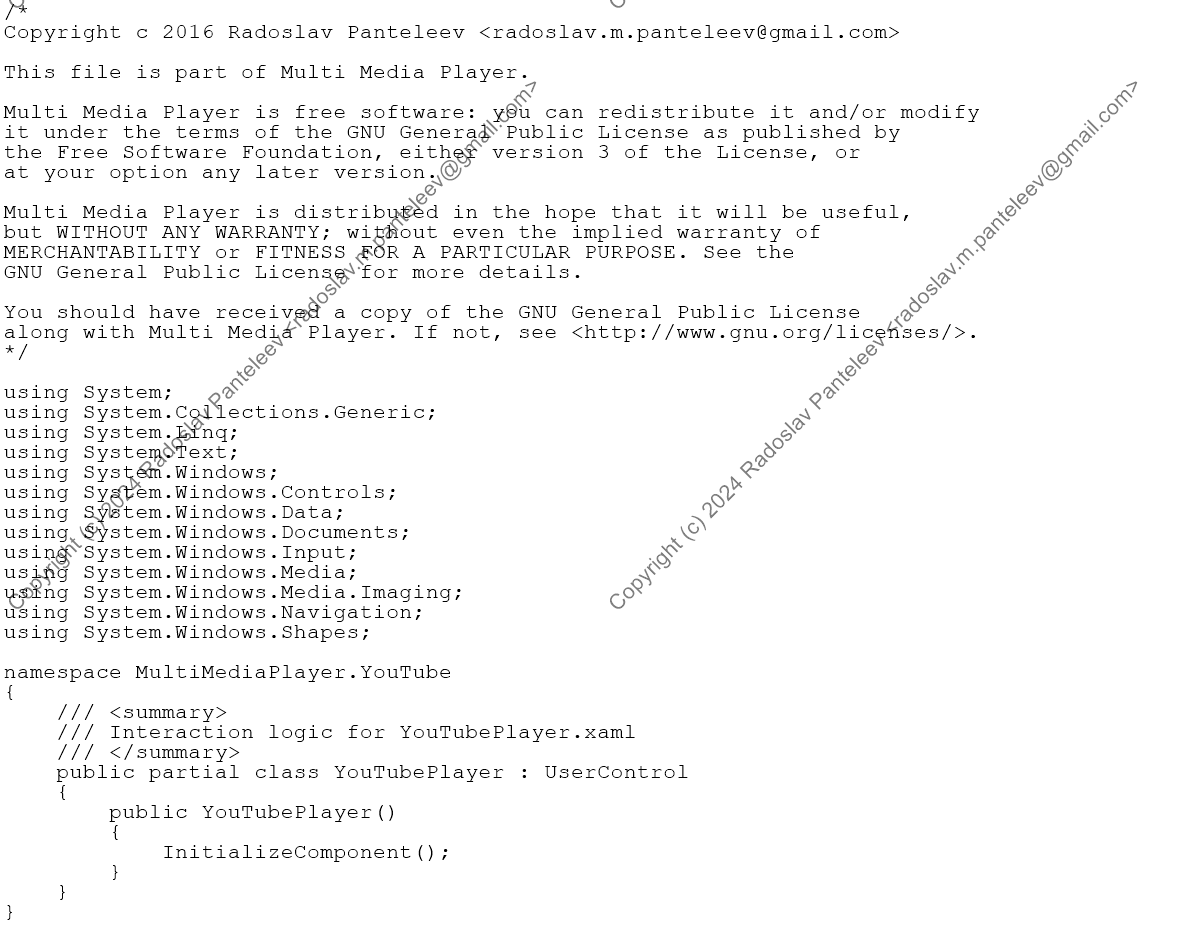 /*
Copyright c 2016 Radoslav Panteleev <radoslav.m.panteleev@gmail.com>

This file is part of Multi Media Player.

Multi Media Player is free software: you can redistribute it and/or modify
it under the terms of the GNU General Public License as published by
the Free Software Foundation, either version 3 of the License, or
at your option any later version.

Multi Media Player is distributed in the hope that it will be useful,
but WITHOUT ANY WARRANTY; without even the implied warranty of
MERCHANTABILITY or FITNESS FOR A PARTICULAR PURPOSE. See the
GNU General Public License for more details.

You should have received a copy of the GNU General Public License
along with Multi Media Player. If not, see <http://www.gnu.org/licenses/>.
*/

using System;
using System.Collections.Generic;
using System.Linq;
using System.Text;
using System.Windows;
using System.Windows.Controls;
using System.Windows.Data;
using System.Windows.Documents;
using System.Windows.Input;
using System.Windows.Media;
using System.Windows.Media.Imaging;
using System.Windows.Navigation;
using System.Windows.Shapes;

namespace MultiMediaPlayer.YouTube
{
    /// <summary>
    /// Interaction logic for YouTubePlayer.xaml
    /// </summary>
    public partial class YouTubePlayer : UserControl
    {
        public YouTubePlayer()
        {
            InitializeComponent();
        }
    }
}
Copyright (c) 2024 Radoslav Panteleev <radoslav.m.panteleev@gmail.com>
Copyright (c) 2024 Radoslav Panteleev <radoslav.m.panteleev@gmail.com>